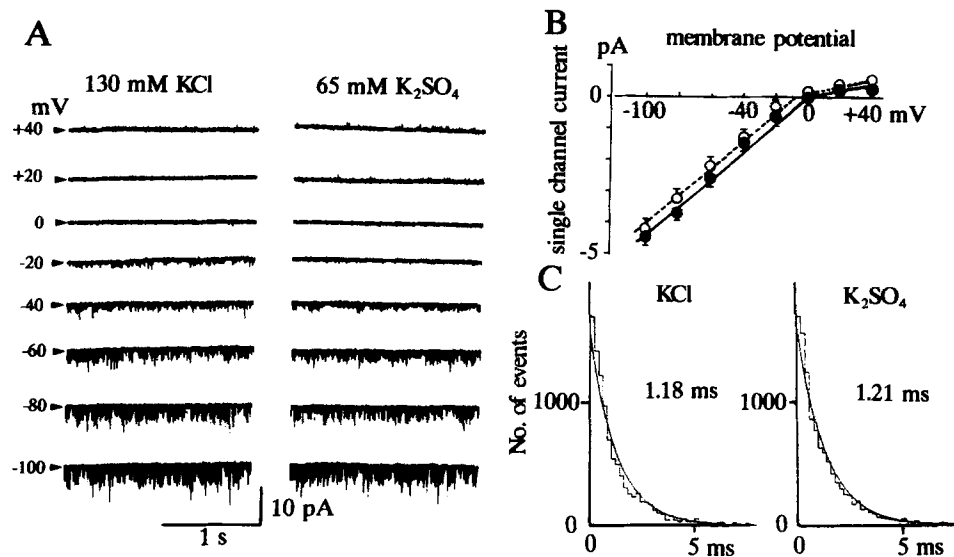 A
130 mM KCl
65 mM K₂SO₄
mV
+40
+20
0
-20
-40
-60
-80
-100
10 pA
1 s
B
pA
membrane potential
single channel current
0
-5
-100
-40
0
+40 mV
C
KCl
K₂SO₄
No. of events
1000
0
1.18 ms
0
5 ms
1000
0
1.21 ms
0
5 ms